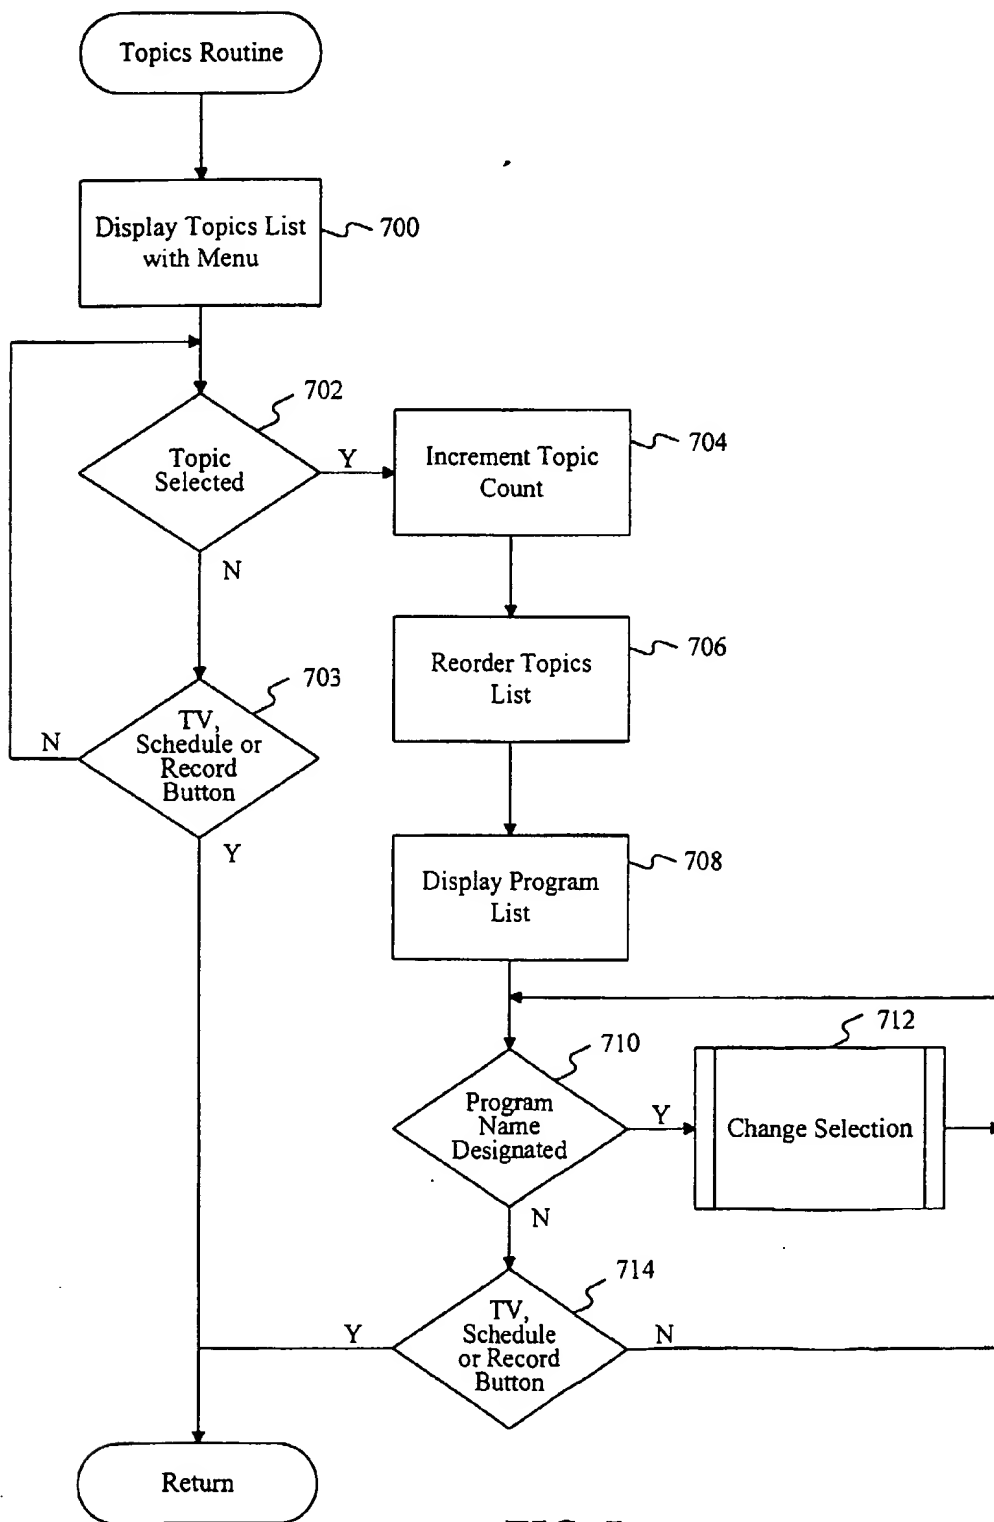 Topics Routine
Display Topics List
with Menu
700
702
Topic
Selected
Y
N
Increment Topic
Count
704
Reorder Topics
List
706
703
TV,
Schedule or
Record
Button
N
Y
Display Program
List
708
710
Program
Name
Designated
Y
N
712
Change Selection
714
TV,
Schedule
or Record
Button
Y
N
Return